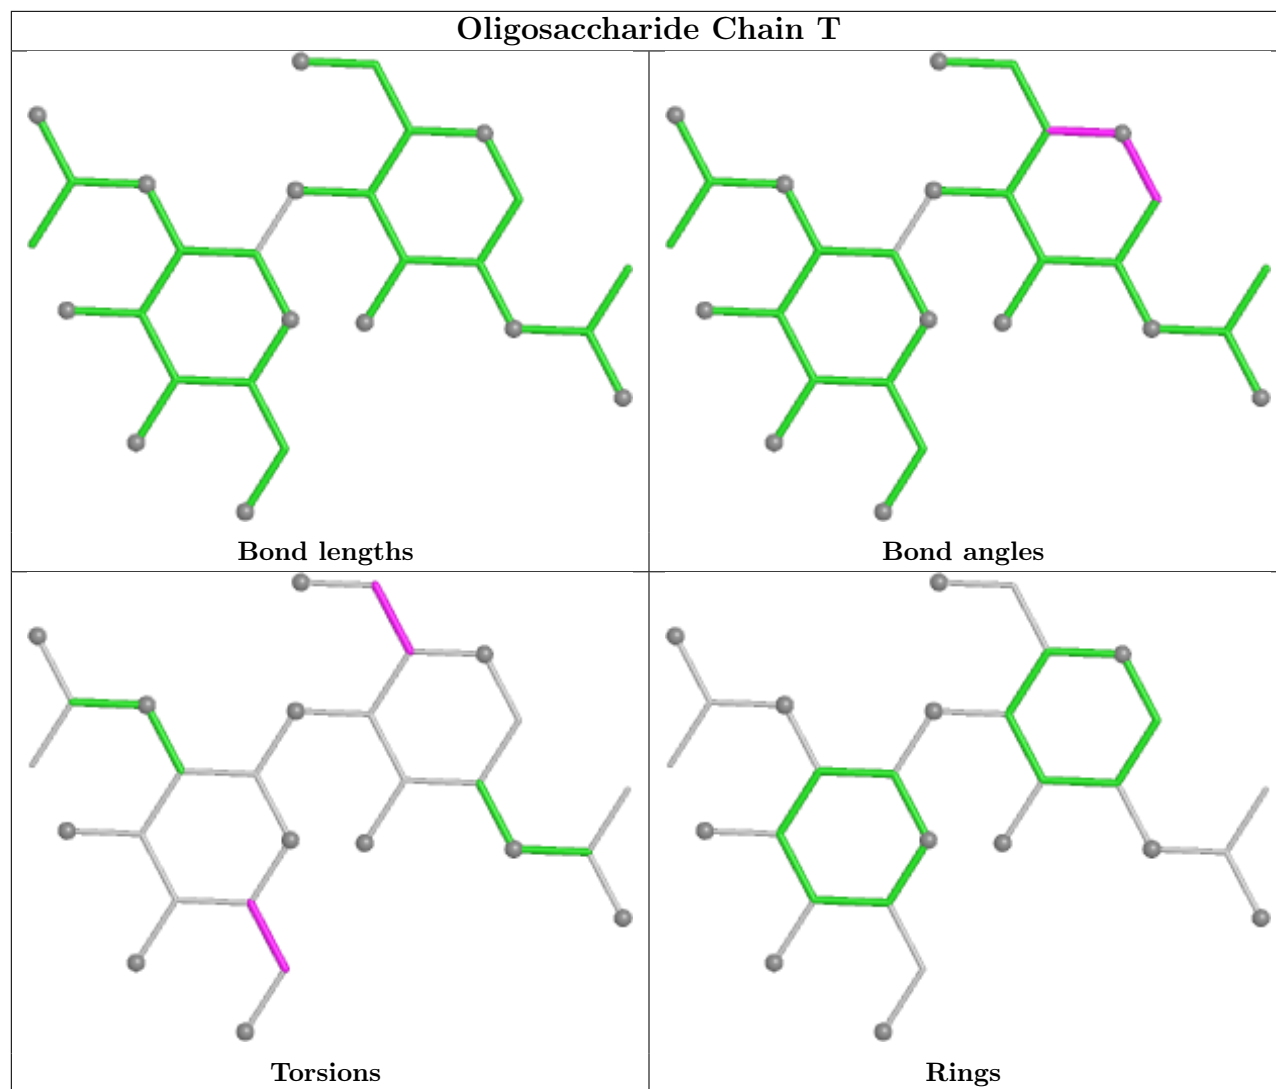 Oligosaccharide Chain T
Bond lengths
Bond angles
Torsions
Rings